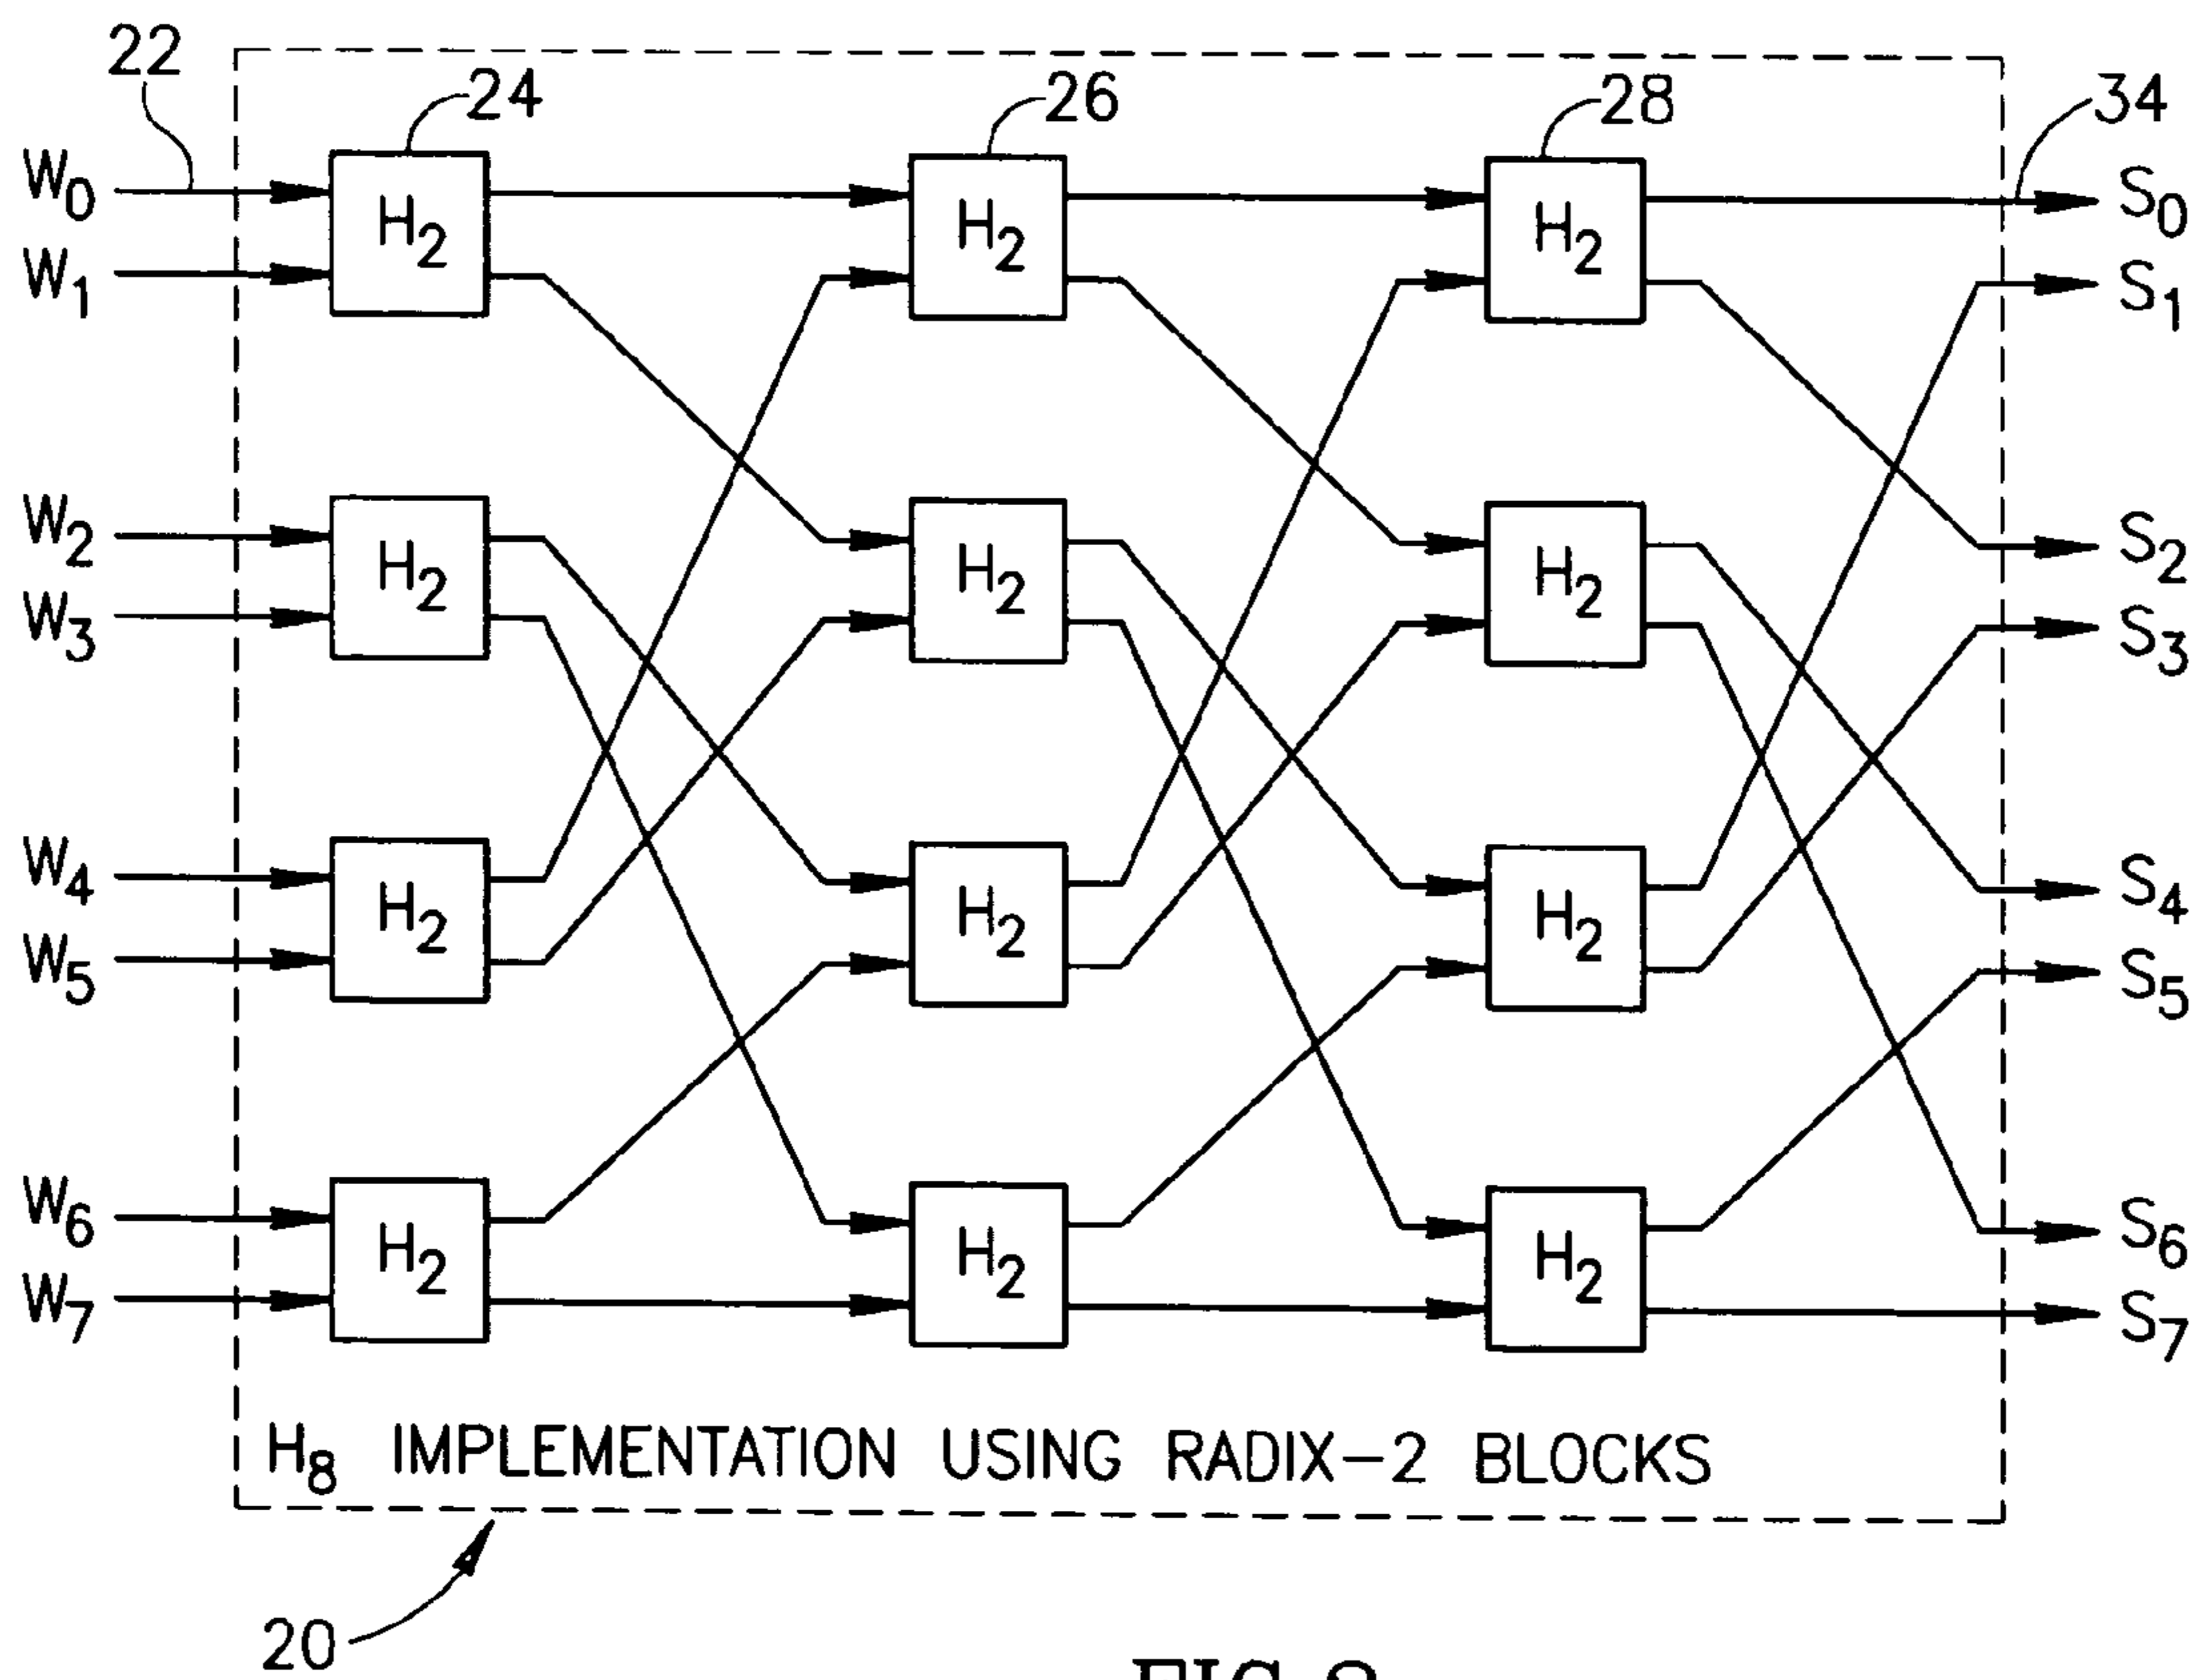 22
24
26
28
34
W0
W1
W2
W3
W4
W5
W6
W7
H2 H2 H2
H2 H2 H2
H2 H2 H2
H2 H2 H2
S0
S1
S2
S3
S4
S5
S6
S7
H8 IMPLEMENTATION USING RADIX-2 BLOCKS
20